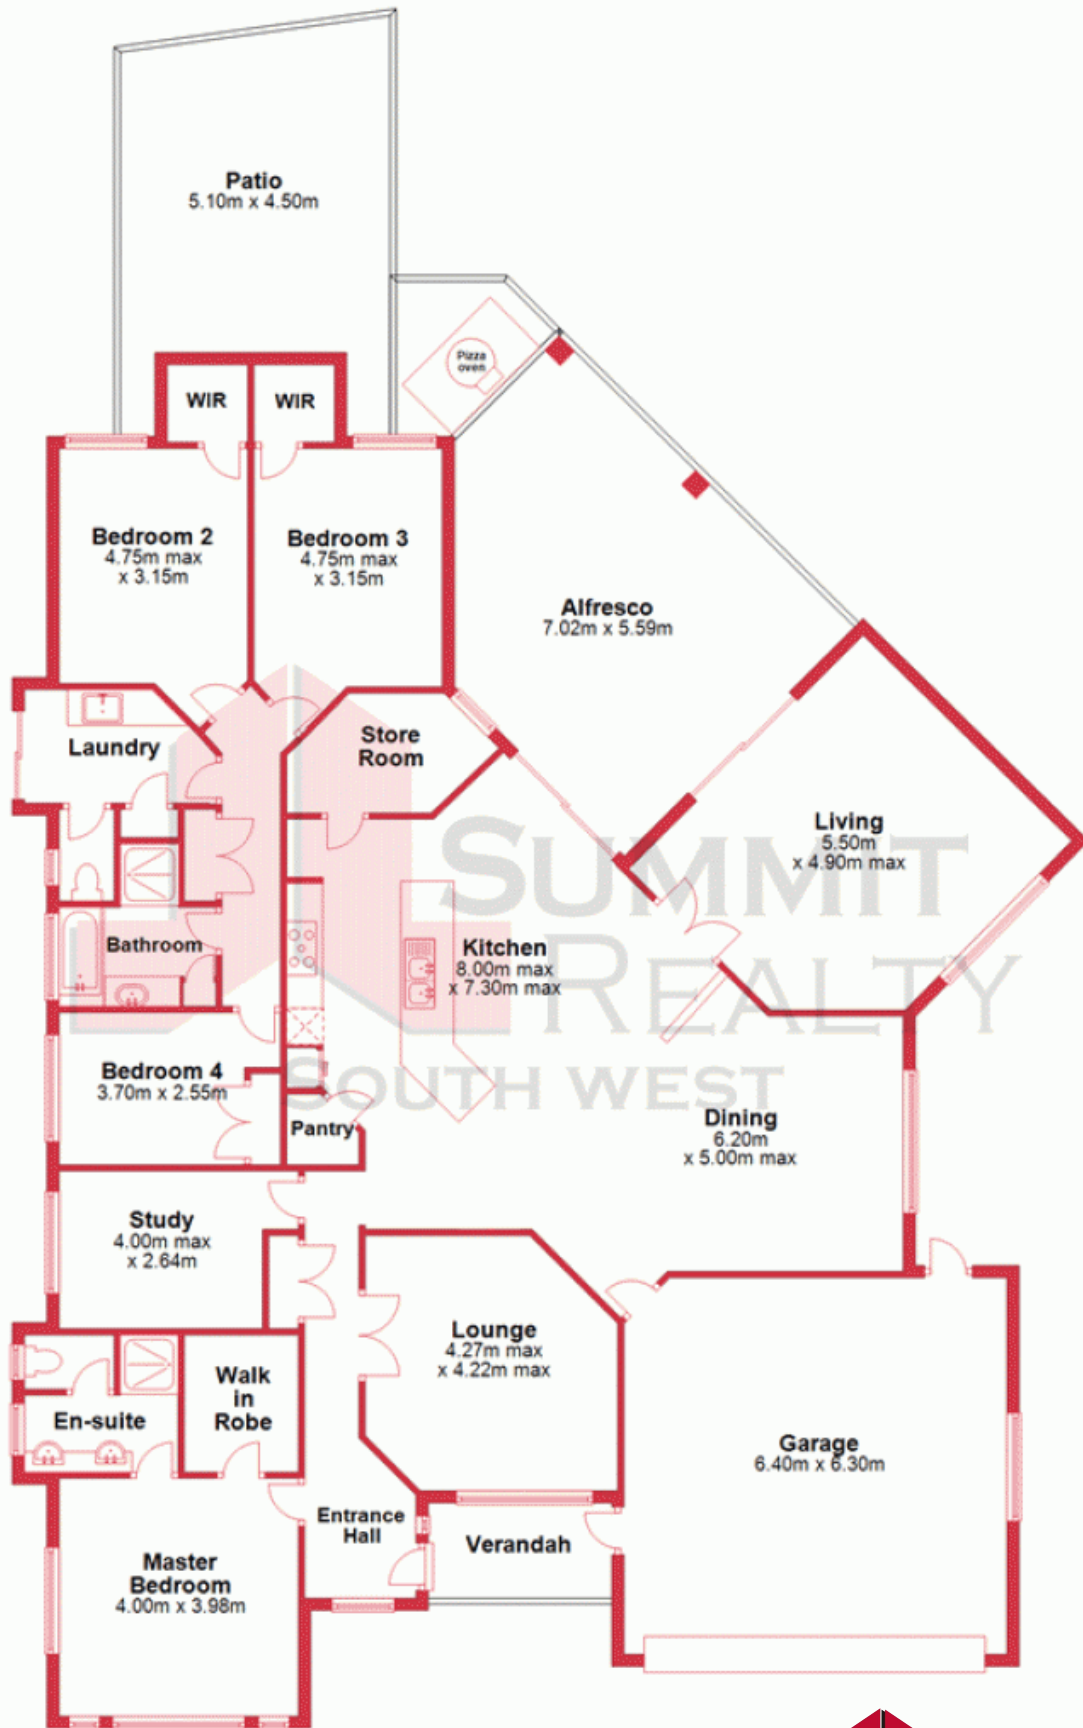 Patio
5.10m x 4.50m
Pizza
oven
WIR
WIR
Bedroom 2
4.75m max
x 3.15m
Bedroom 3
4.75m max
x 3.15m
Alfresco
7.02m x 5.59m
Laundry
Store
Room
Living
5.50m
x 4.90m max
SUMMIT
REALTY
SOUTH WEST
Bathroom
Kitchen
8.00m max
x 7.30m max
Bedroom 4
3.70m x 2.55m
Pantry
Dining
6.20m
x 5.00m max
Study
4.00m max
x 2.64m
Lounge
4.27m max
x 4.22m max
Walk
in
Robe
En-suite
Garage
6.40m x 6.30m
Entrance
Hall
Verandah
Master
Bedroom
4.00m x 3.98m